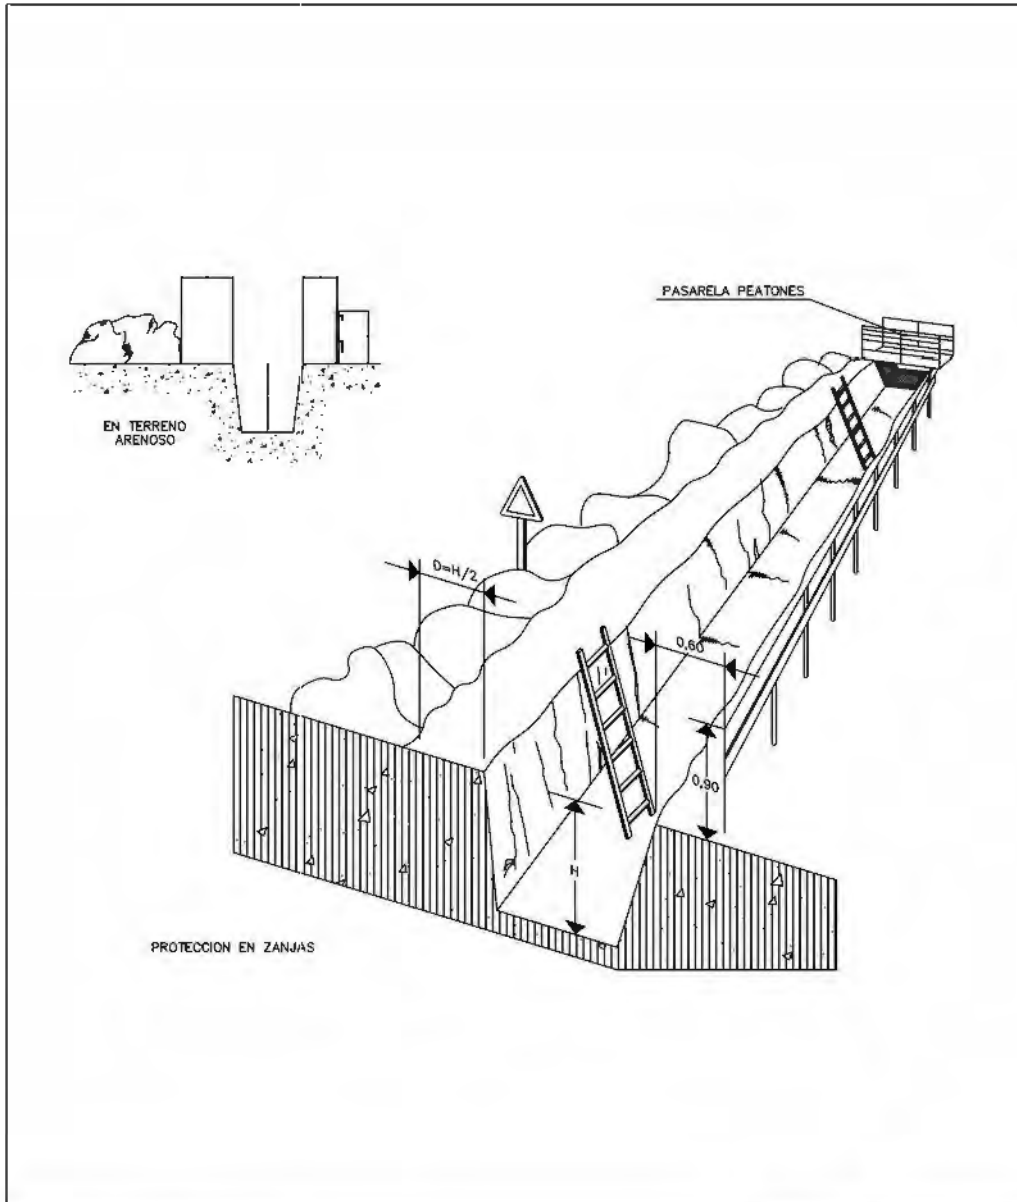 PASARELA PEATONES
EN TERRENO
ARENOSO
D=H/2
0,60
0,90
H
PROTECCION EN ZANJAS